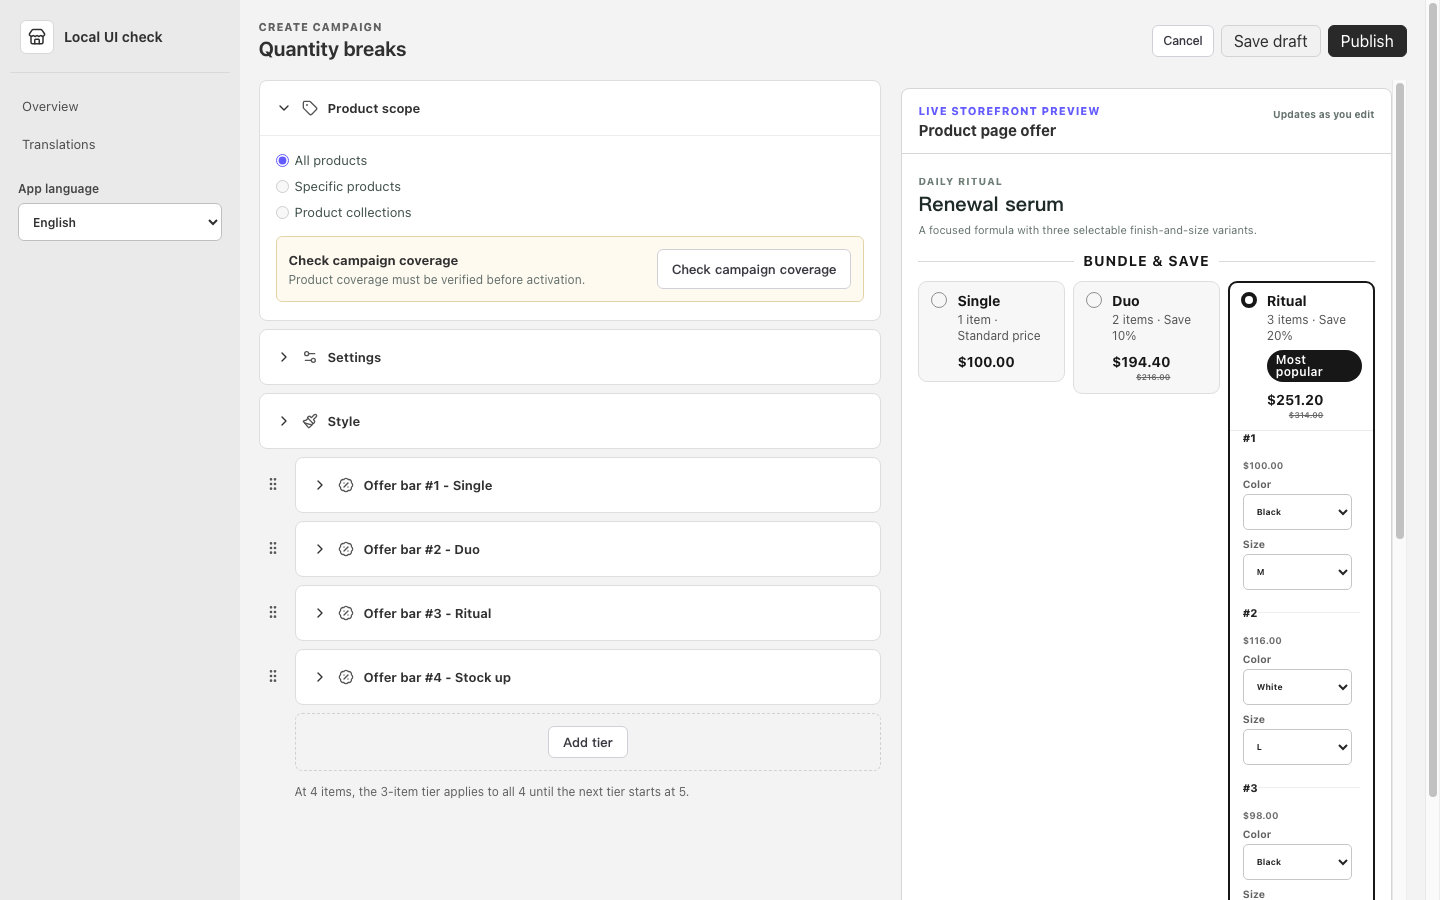 Local UI check
Overview
Translations
App language
English
CREATE CAMPAIGN
Quantity breaks
Cancel
Save draft
Publish
Product scope
All products
Specific products
Product collections
Check campaign coverage
Product coverage must be verified before activation.
Check campaign coverage
Settings
Style
Offer bar #1 - Single
Offer bar #2 - Duo
Offer bar #3 - Ritual
Offer bar #4 - Stock up
Add tier
At 4 items, the 3-item tier applies to all 4 until the next tier starts at 5.
LIVE STOREFRONT PREVIEW
Product page offer
Updates as you edit
DAILY RITUAL
Renewal serum
A focused formula with three selectable finish-and-size variants.
BUNDLE & SAVE
Single
1 item ·
Standard price
$100.00
Duo
2 items · Save
10%
$194.40
$216.00
Ritual
3 items · Save
20%
Most
popular
$251.20
$314.00
#1
$100.00
Color
Black
Size
M
#2
$116.00
Color
White
Size
L
#3
$98.00
Color
Black
Size